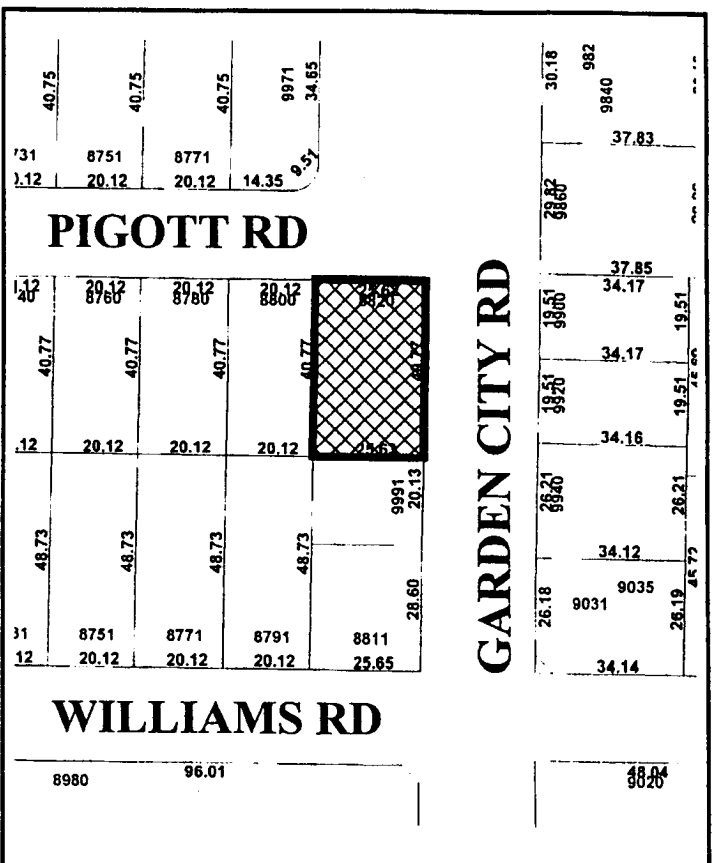 40.75 40.75 40.75 9971 34.65 30.18 982 9840
8751 8771 9.51 37.83
20.12 20.12 14.35
29.82 9860
PIGOTT RD
37.85
20.12 20.12 20.12 34.17
8760 8780 8800 8820
40.77 40.77 40.77 40.77 19.51 9900 19.51
34.17
19.51 9920 19.51
20.12 20.12 20.12 25.63 34.16
GARDEN CITY RD
9991 20.13 26.21 9940 26.21
48.73 48.73 48.73 34.12
28.60 26.18 9031 9035 26.19 45.72
8751 8771 8791 8811
20.12 20.12 20.12 25.65 34.14
WILLIAMS RD
96.01 48.04
8980 9020